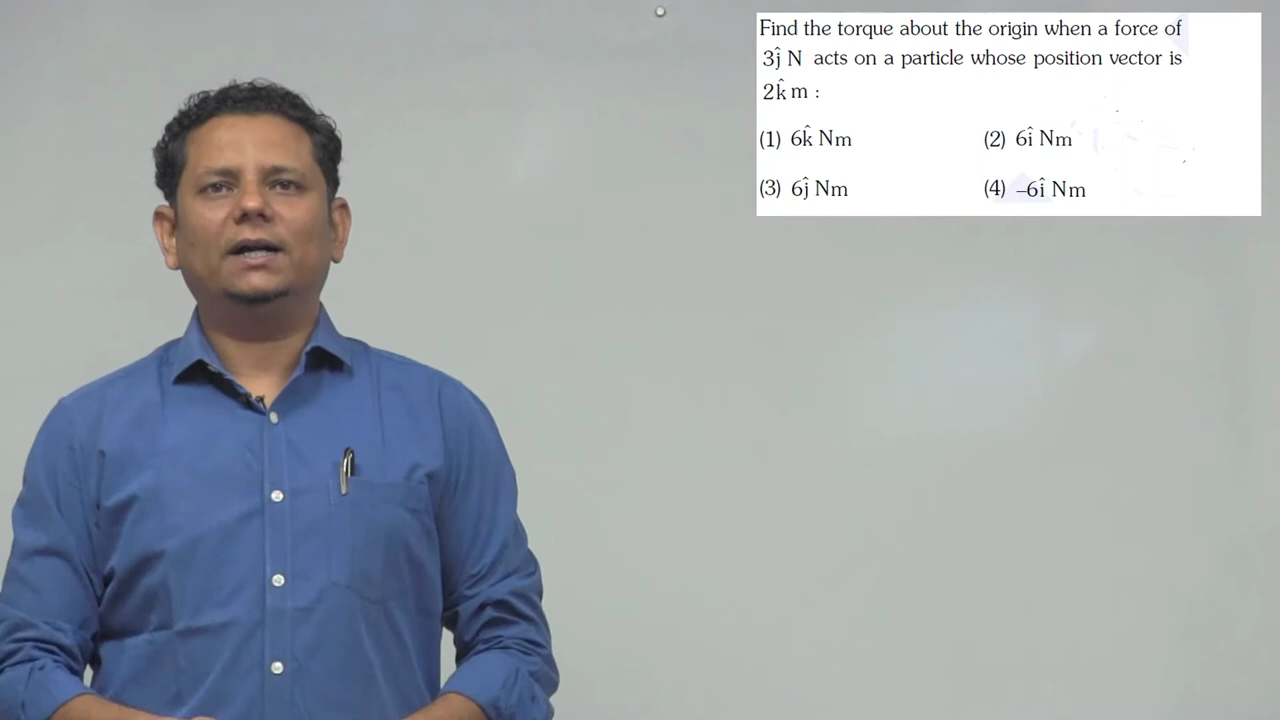 Find the torque about the origin when a force of
3ĵ N acts on a particle whose position vector is
2k̂ m :
(1) 6k̂ Nm (2) 6î Nm
(3) 6ĵ Nm (4) –6î Nm